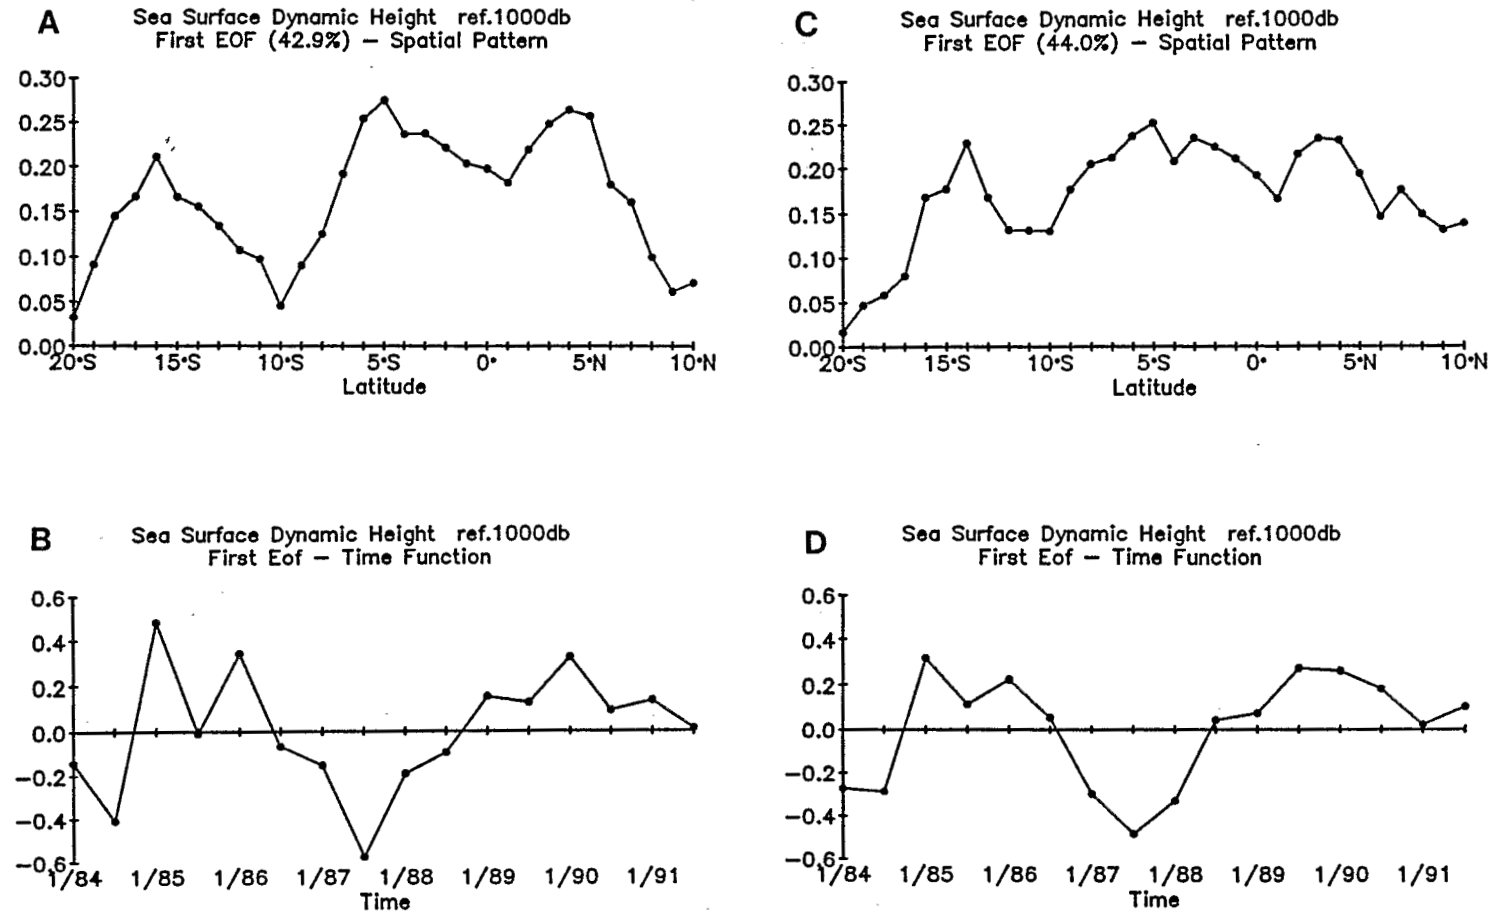 A
Sea Surface Dynamic Height ref.1000db
First EOF (42.9%) – Spatial Pattern
0.30
0.25
0.20
0.15
0.10
0.05
0.00
20°S 15°S 10°S 5°S 0° 5°N 10°N
Latitude
C
Sea Surface Dynamic Height ref.1000db
First EOF (44.0%) – Spatial Pattern
0.30
0.25
0.20
0.15
0.10
0.05
0.00
20°S 15°S 10°S 5°S 0° 5°N 10°N
Latitude
B
Sea Surface Dynamic Height ref.1000db
First Eof – Time Function
0.6
0.4
0.2
0.0
–0.2
–0.4
–0.6
1/84 1/85 1/86 1/87 1/88 1/89 1/90 1/91
Time
D
Sea Surface Dynamic Height ref.1000db
First Eof – Time Function
0.6
0.4
0.2
0.0
–0.2
–0.4
–0.6
1/84 1/85 1/86 1/87 1/88 1/89 1/90 1/91
Time